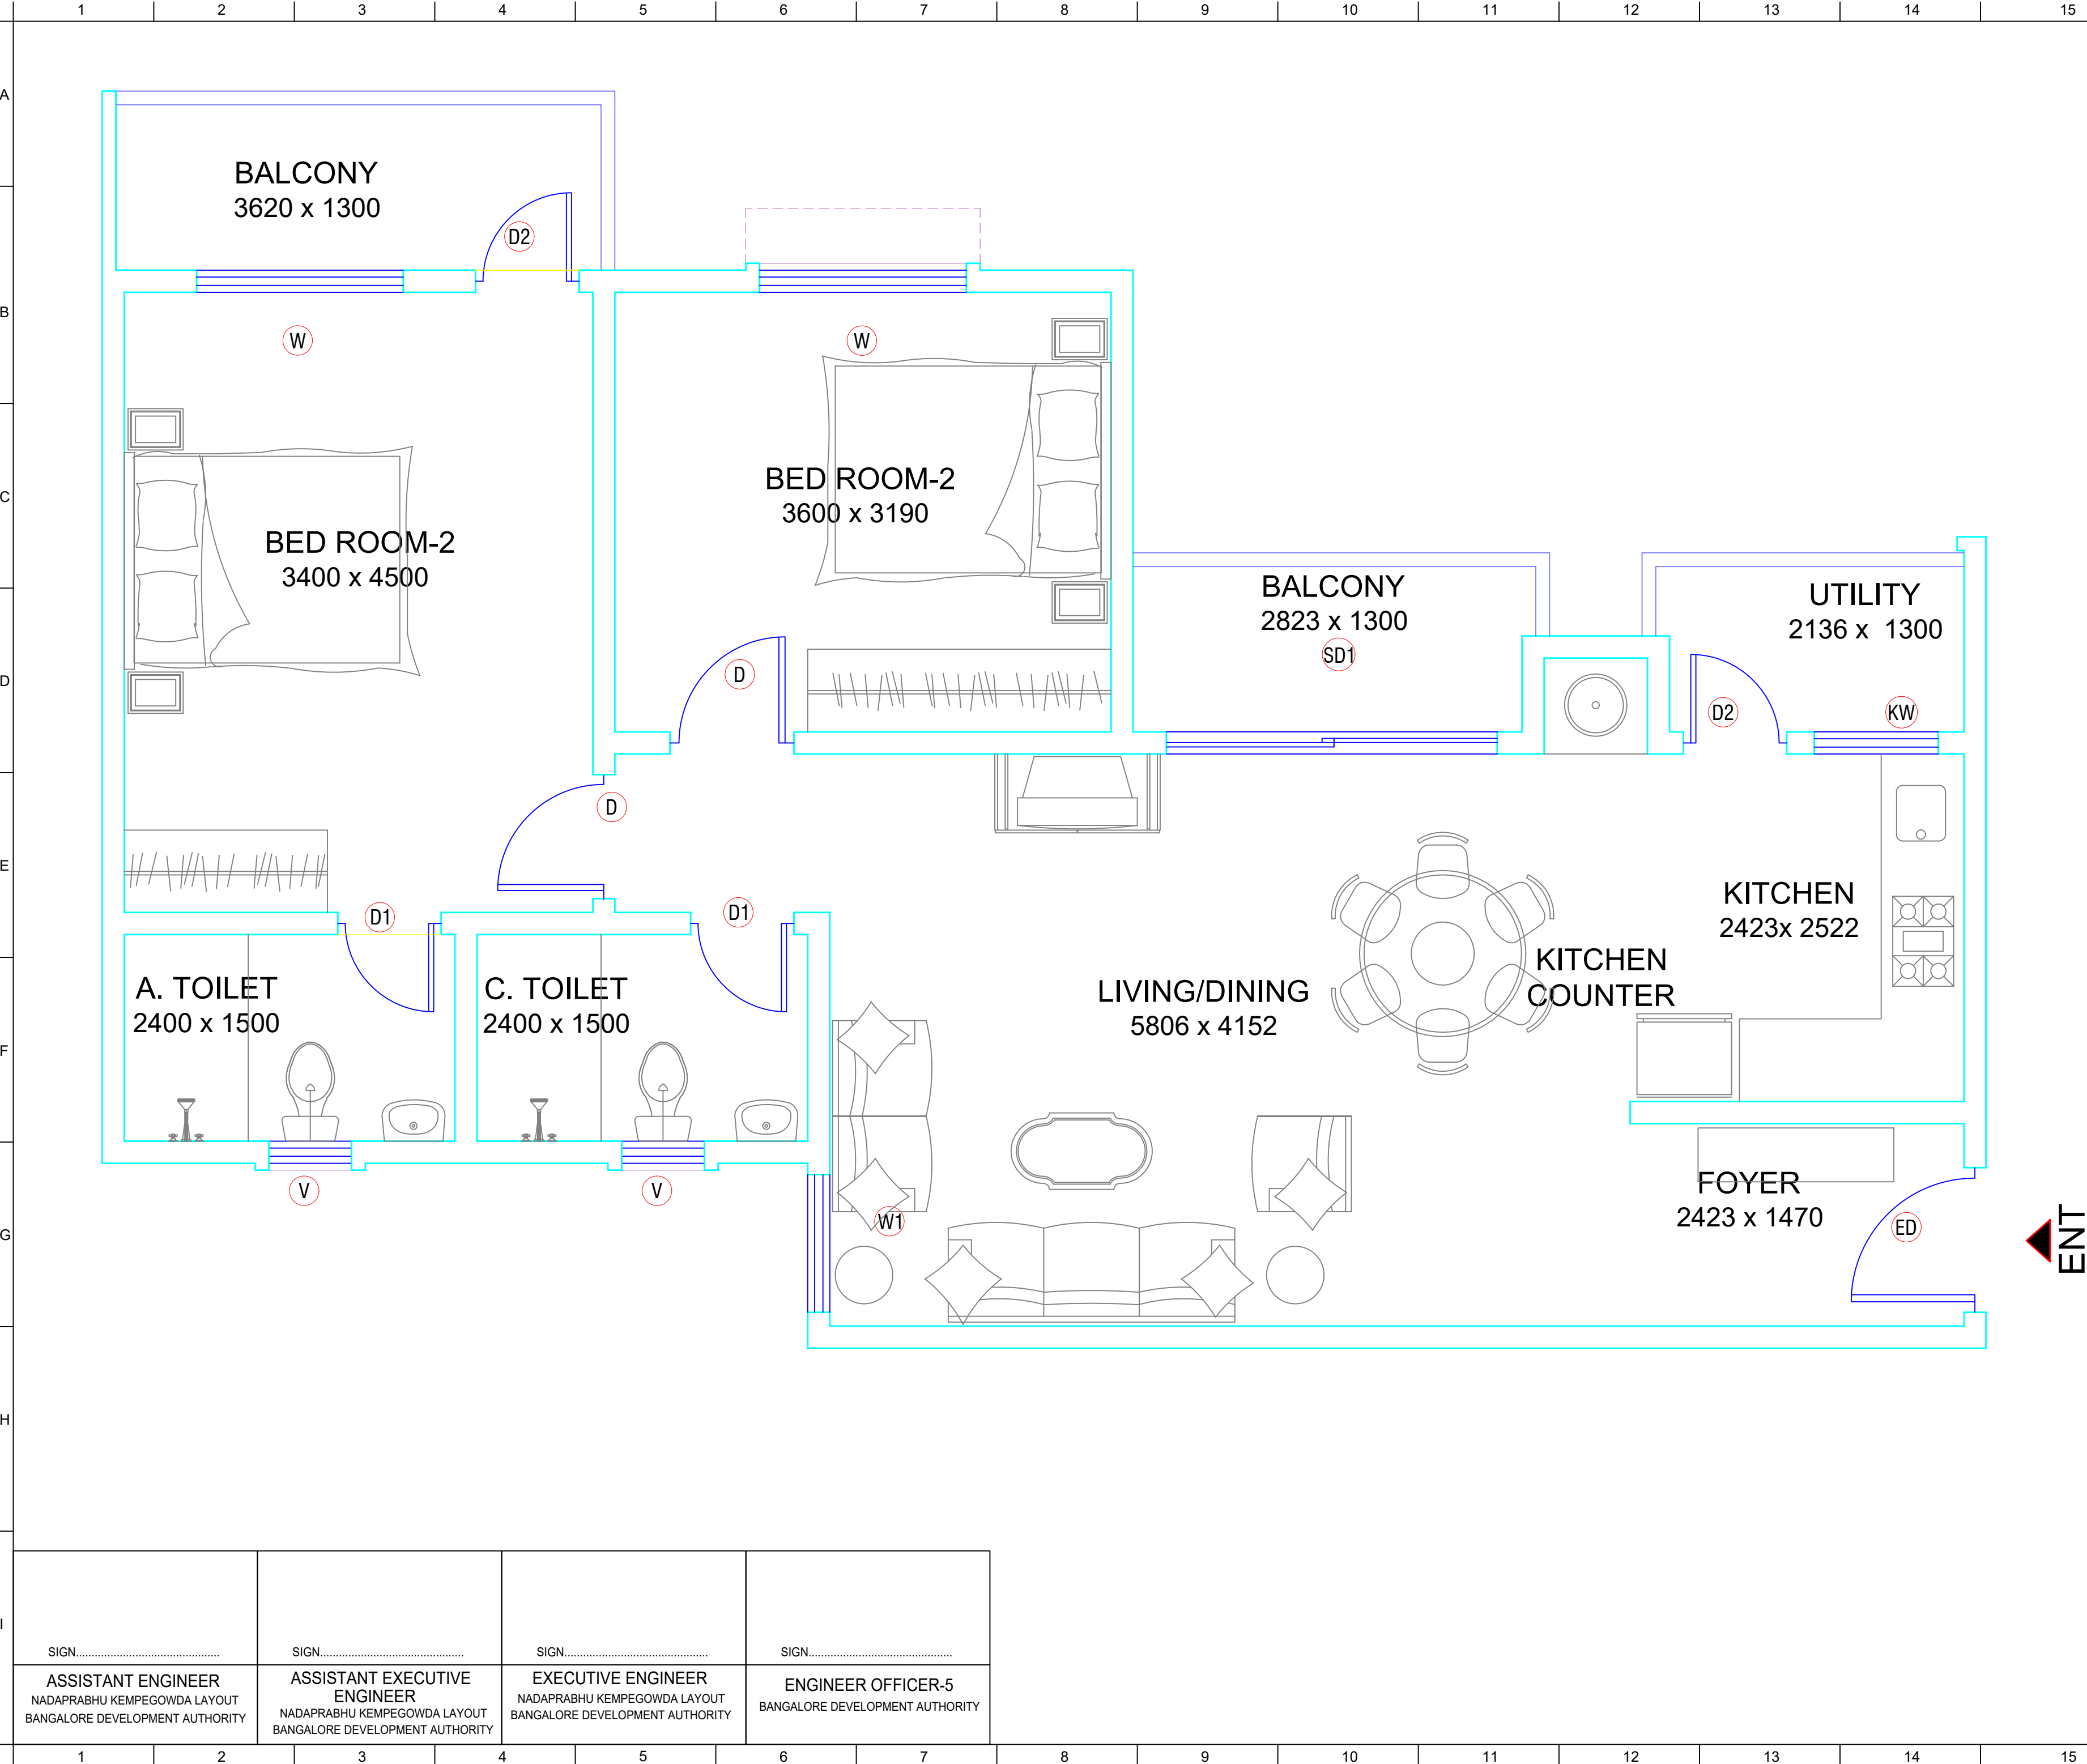 1 2 3 4 5 6 7 8 9 10 11 12 13 14 15
A
BALCONY
3620 x 1300
D2
B
W
W
C
BED ROOM-2
3600 x 3190
BED ROOM-2
3400 x 4500
BALCONY
2823 x 1300
SD1
UTILITY
2136 x 1300
D
D
D2
KW
D
E
KITCHEN
2423x 2522
D1
D1
KITCHEN
COUNTER
A. TOILET
2400 x 1500
C. TOILET
2400 x 1500
LIVING/DINING
5806 x 4152
F
V
V
W1
FOYER
2423 x 1470
ED
ENT
G
H
I
SIGN..............................................
SIGN..............................................
SIGN..............................................
SIGN..............................................
ASSISTANT ENGINEER
NADAPRABHU KEMPEGOWDA LAYOUT
BANGALORE DEVELOPMENT AUTHORITY
ASSISTANT EXECUTIVE
ENGINEER
NADAPRABHU KEMPEGOWDA LAYOUT
BANGALORE DEVELOPMENT AUTHORITY
EXECUTIVE ENGINEER
NADAPRABHU KEMPEGOWDA LAYOUT
BANGALORE DEVELOPMENT AUTHORITY
ENGINEER OFFICER-5
BANGALORE DEVELOPMENT AUTHORITY
1 2 3 4 5 6 7 8 9 10 11 12 13 14 15